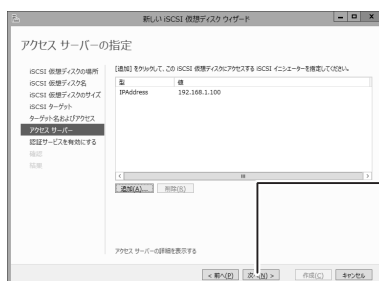 新しい iSCSI 仮想ディスク ウィザード
アクセス サーバーの指定
iSCSI 仮想ディスクの場所
iSCSI 仮想ディスク名
iSCSI 仮想ディスクのサイズ
iSCSI ターゲット
ターゲット名およびアクセス
アクセス サーバー
認証サービスを有効にする
確認
結果
[追加] をクリックして、この iSCSI 仮想ディスクにアクセスする iSCSI イニシエーターを指定してください。
型 値
IPAddress 192.168.1.100
追加(A)... 削除(R)
アクセス サーバーの詳細を表示する
< 前へ(P) 次へ(N) > 作成(C) キャンセル